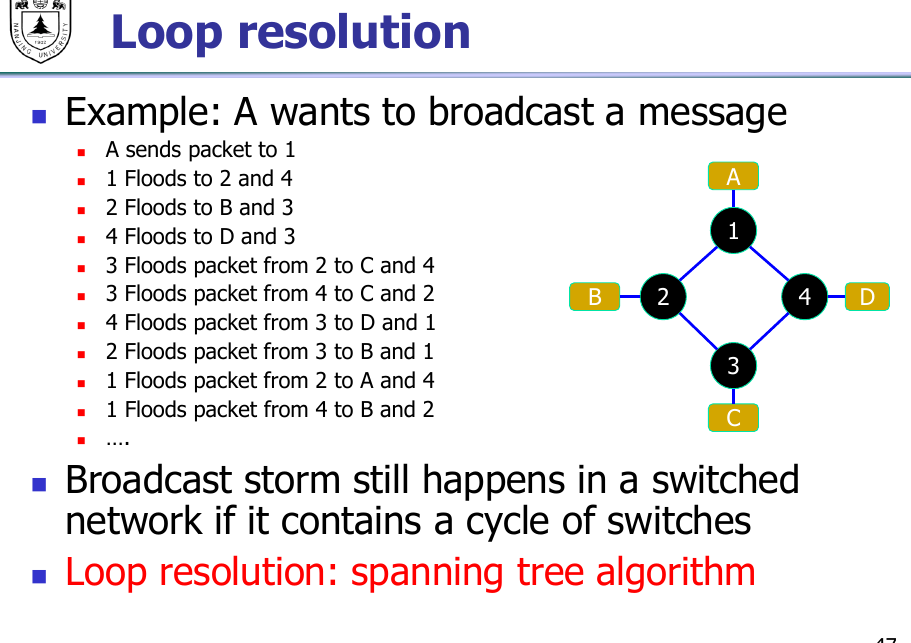 NANJING UNIVERSITY
1902
Loop resolution
Example: A wants to broadcast a message
A sends packet to 1
1 Floods to 2 and 4
2 Floods to B and 3
4 Floods to D and 3
3 Floods packet from 2 to C and 4
3 Floods packet from 4 to C and 2
4 Floods packet from 3 to D and 1
2 Floods packet from 3 to B and 1
1 Floods packet from 2 to A and 4
1 Floods packet from 4 to B and 2
….
A
1
B 2 4 D
3
C
Broadcast storm still happens in a switched
network if it contains a cycle of switches
Loop resolution: spanning tree algorithm